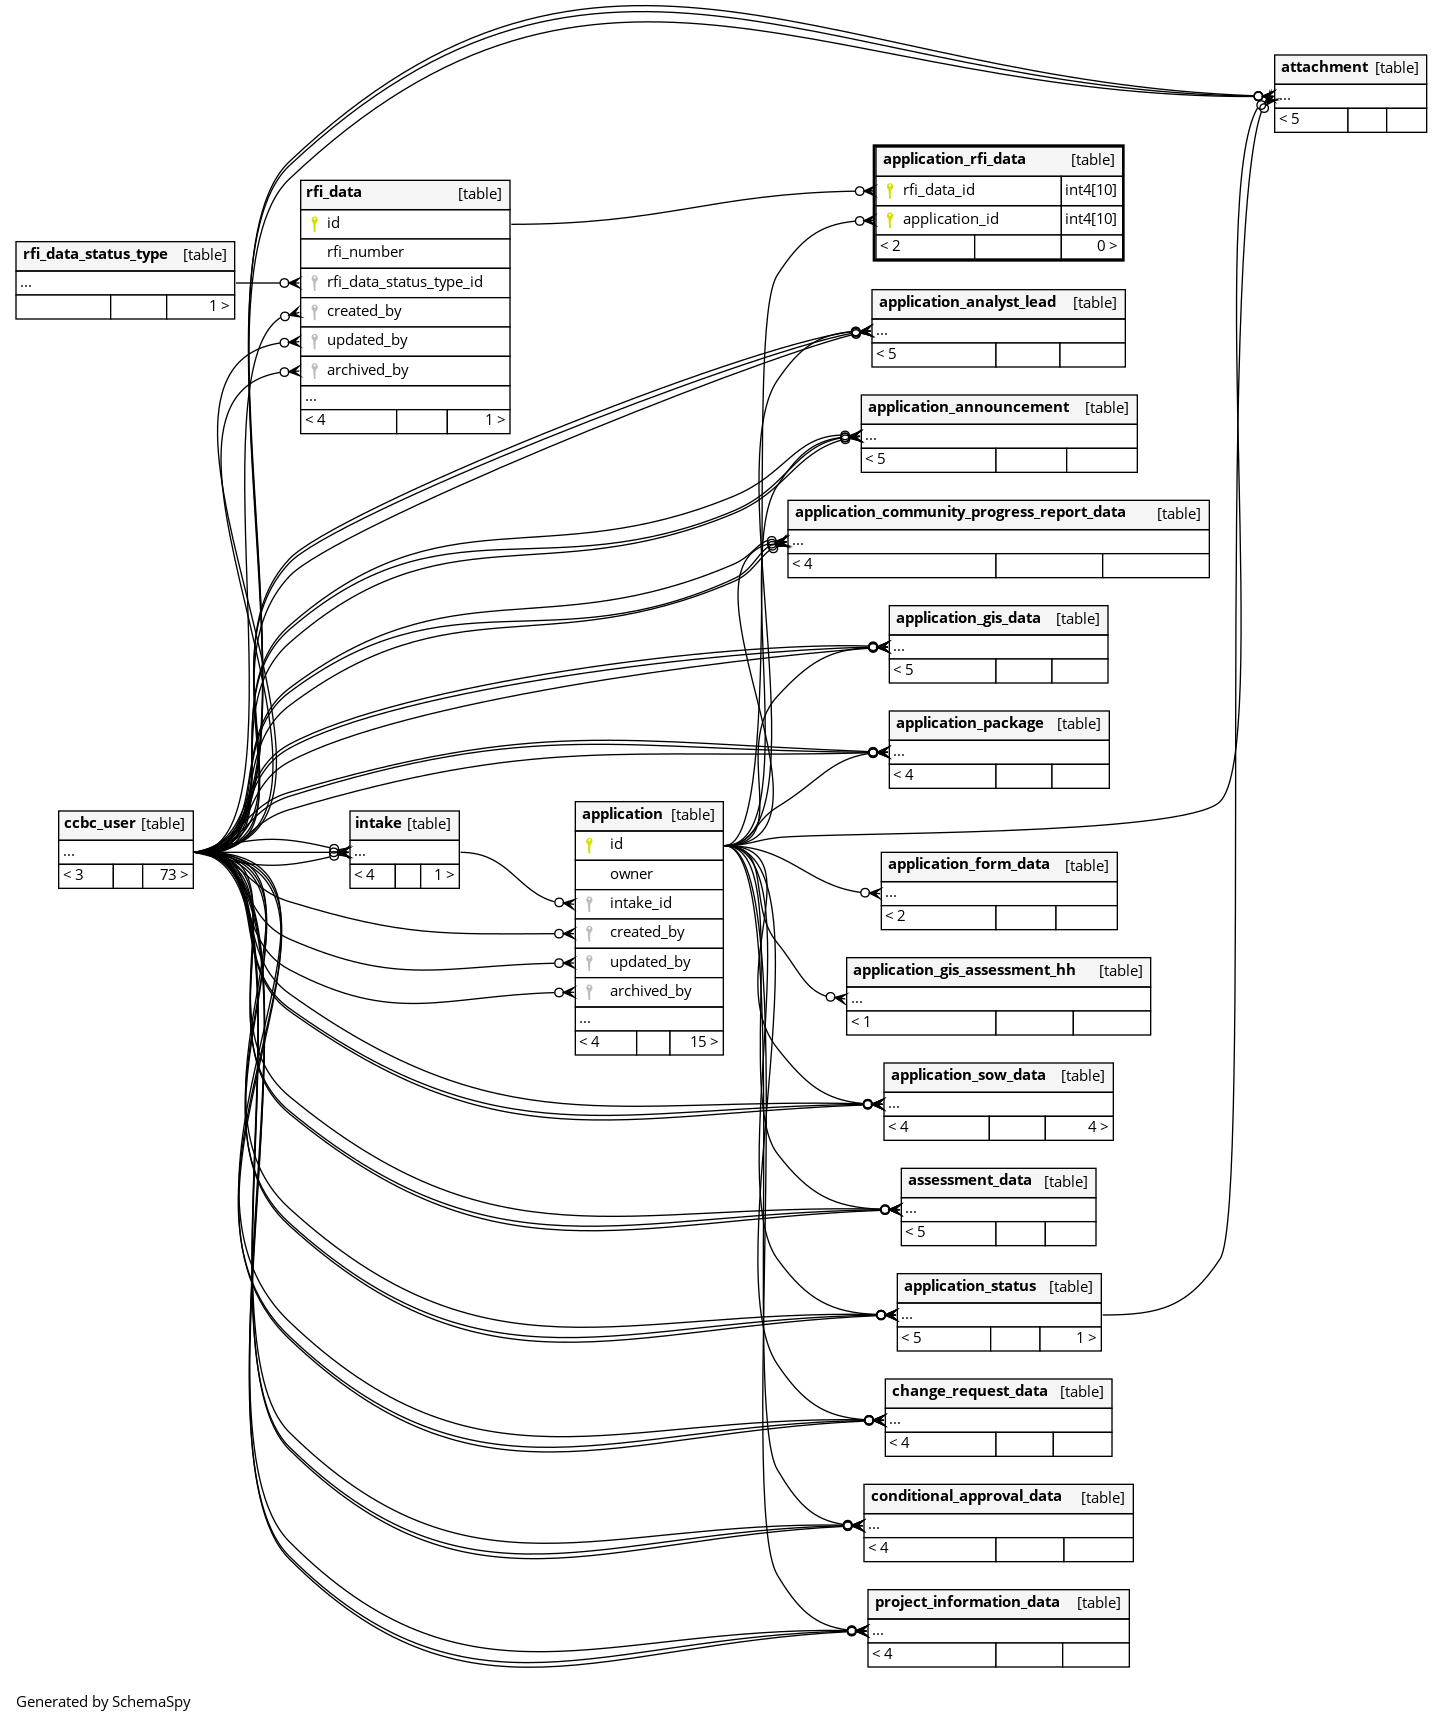 attachment [table]
...
< 5
application_rfi_data [table]
rfi_data_id int4[10]
application_id int4[10]
< 2 0 >
rfi_data [table]
id
rfi_number
rfi_data_status_type_id
created_by
updated_by
archived_by
...
< 4 1 >
rfi_data_status_type [table]
...
1 >
application_analyst_lead [table]
...
< 5
application_announcement [table]
...
< 5
application_community_progress_report_data [table]
...
< 4
application_gis_data [table]
...
< 5
application_package [table]
...
< 4
ccbc_user [table]
...
< 3 73 >
intake [table]
...
< 4 1 >
application [table]
id
owner
intake_id
created_by
updated_by
archived_by
...
< 4 15 >
application_form_data [table]
...
< 2
application_gis_assessment_hh [table]
...
< 1
application_sow_data [table]
...
< 4 4 >
assessment_data [table]
...
< 5
application_status [table]
...
< 5 1 >
change_request_data [table]
...
< 4
conditional_approval_data [table]
...
< 4
project_information_data [table]
...
< 4
Generated by SchemaSpy